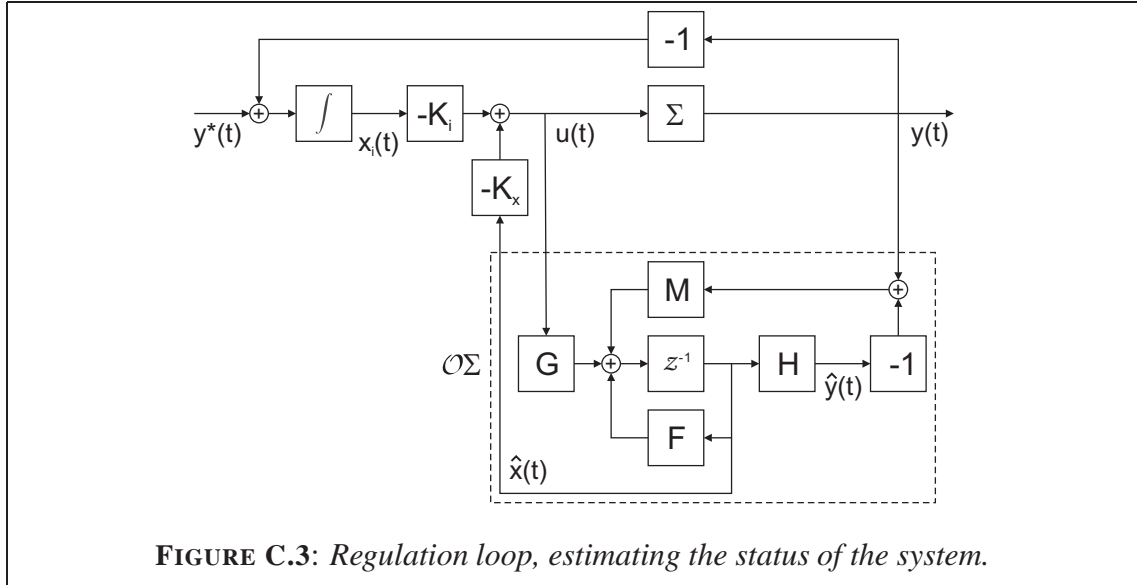 -1
y*(t)
+
∫
x_i(t)
-K_i
+
u(t)
Σ
y(t)
-K_x
M
+
𝒪Σ
G
+
z⁻¹
H
ŷ(t)
-1
F
x̂(t)
FIGURE C.3: Regulation loop, estimating the status of the system.